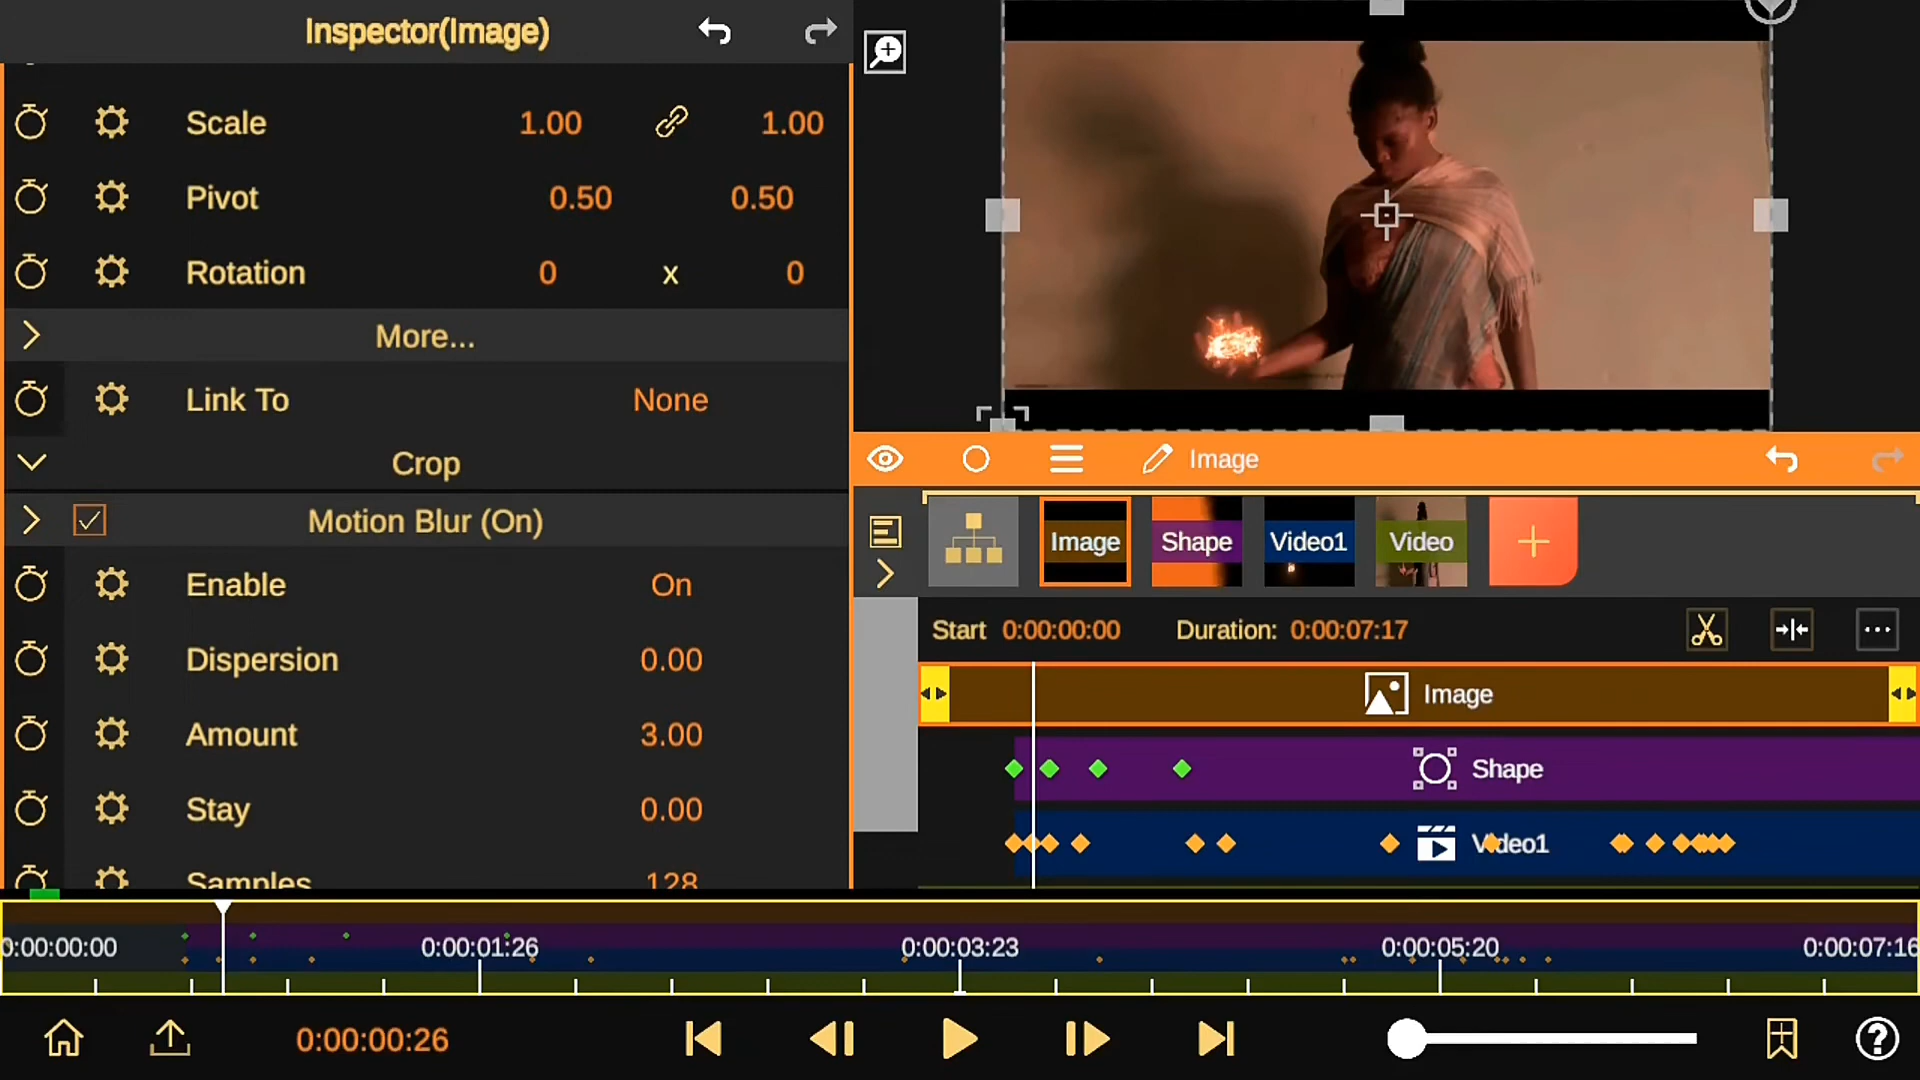 Inspector(Image)
Scale 1.00 1.00
Pivot 0.50 0.50
Rotation 0 x 0
More...
Link To None
Crop
Motion Blur (On)
Enable On
Dispersion 0.00
Amount 3.00
Stay 0.00
Samples 128
Image
Image Shape Video1 Video
Start 0:00:00:00 Duration: 0:00:07:17
Image
Shape
Video1
0:00:00:00 0:00:01:26 0:00:03:23 0:00:05:20 0:00:07:16
0:00:00:26